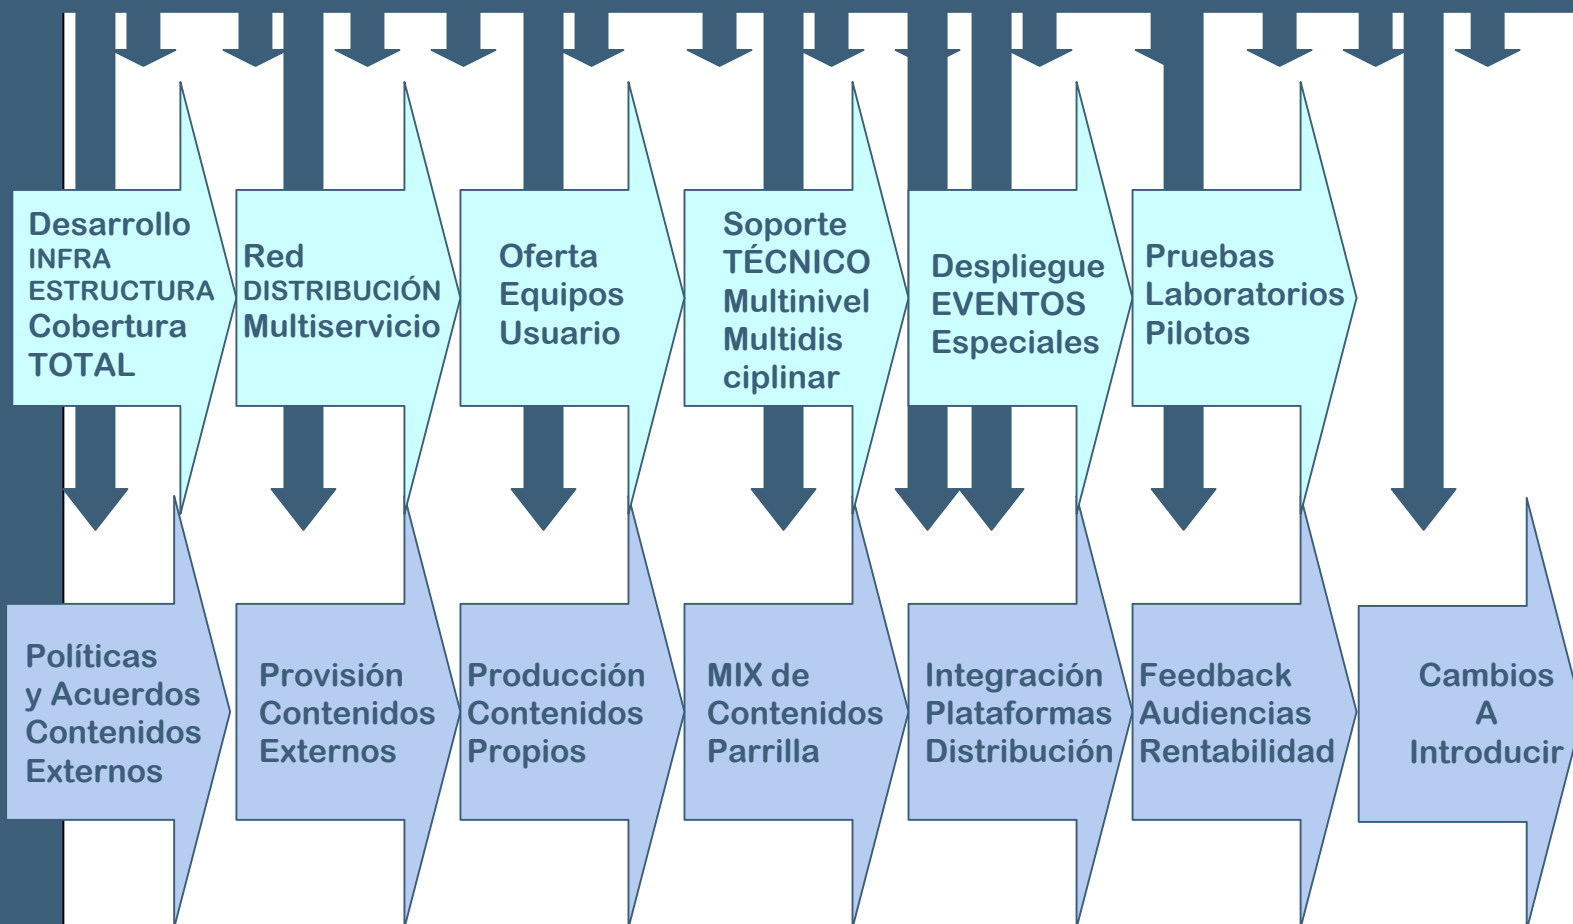 Desarrollo
INFRA
ESTRUCTURA
Cobertura
TOTAL
Red
DISTRIBUCIÓN
Multiservicio
Oferta
Equipos
Usuario
Soporte
TÉCNICO
Multinivel
Multidis
ciplinar
Despliegue
EVENTOS
Especiales
Pruebas
Laboratorios
Pilotos
Políticas
y Acuerdos
Contenidos
Externos
Provisión
Contenidos
Externos
Producción
Contenidos
Propios
MIX de
Contenidos
Parrilla
Integración
Plataformas
Distribución
Feedback
Audiencias
Rentabilidad
Cambios
A
Introducir